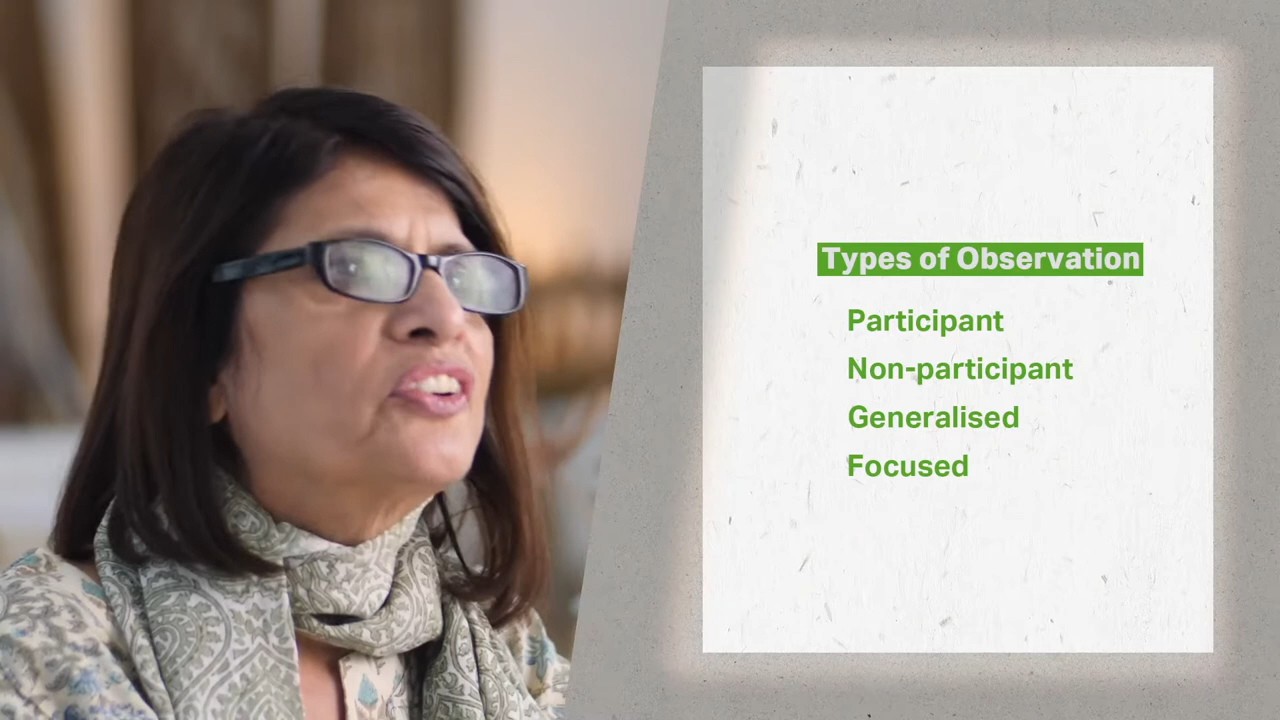 Types of Observation
Participant
Non-participant
Generalised
Focused